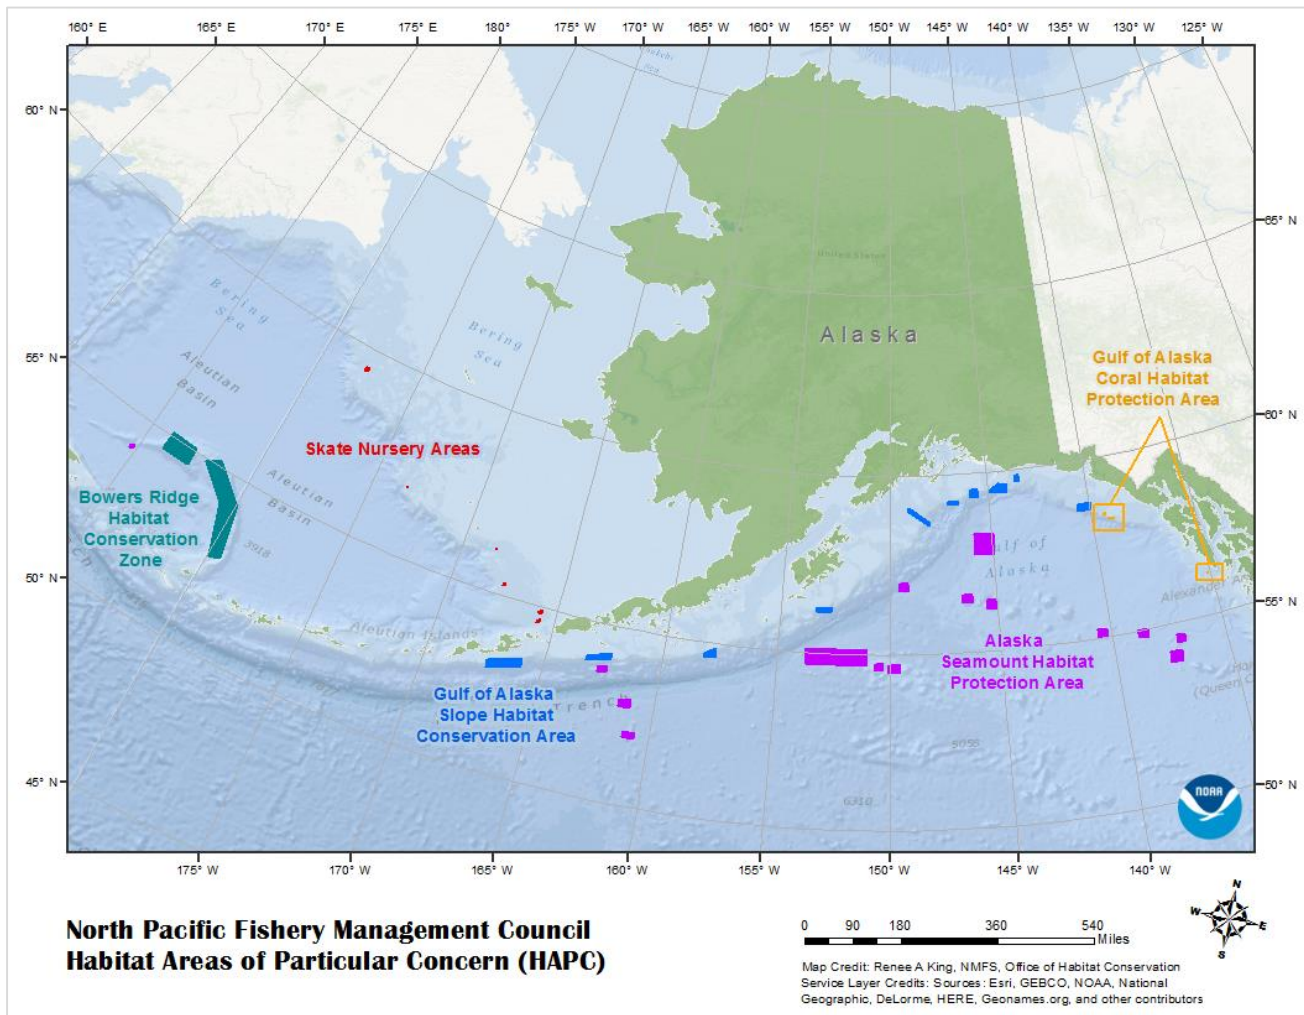 160° E 165° E 170° E 175° E 180° 175° W 170° W 165° W 160° W 155° W 150° W 145° W 140° W 135° W 130° W 125° W
60° N
55° N
50° N
45° N
65° N
60° N
55° N
50° N
Bering
Sea
Bering
Sea
Aleutian
Basin
Aleutian
Basin
3918
United States
Alaska
Gulf of Alaska
Coral Habitat
Protection Area
Skate Nursery Areas
Bowers Ridge
Habitat
Conservation
Zone
Gulf of
Alaska
Aleutian Islands
Alaska
Seamount Habitat
Protection Area
Gulf of Alaska
Slope Habitat
Conservation Area
Trench
5055
6310
NOAA
175° W 170° W 165° W 160° W 155° W 150° W 145° W 140° W
North Pacific Fishery Management Council
Habitat Areas of Particular Concern (HAPC)
0 90 180 360 540
Miles
N
W E
S
Map Credit: Renee A King, NMFS, Office of Habitat Conservation
Service Layer Credits: Sources: Esri, GEBCO, NOAA, National
Geographic, DeLorme, HERE, Geonames.org, and other contributors